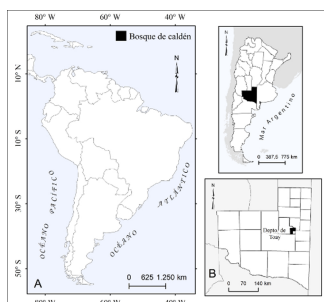 80° O 60° O 40° O
Bosque de caldén
N
10° N
10° S
30° S
50° S
OCÉANO PACÍFICO
OCÉANO ATLÁNTICO
A
0 625 1.250 km
80° O 60° O 40° O
N
Mar Argentino
0 387,5 775 km
N
Depto. de
Toay
B
0 70 140 km